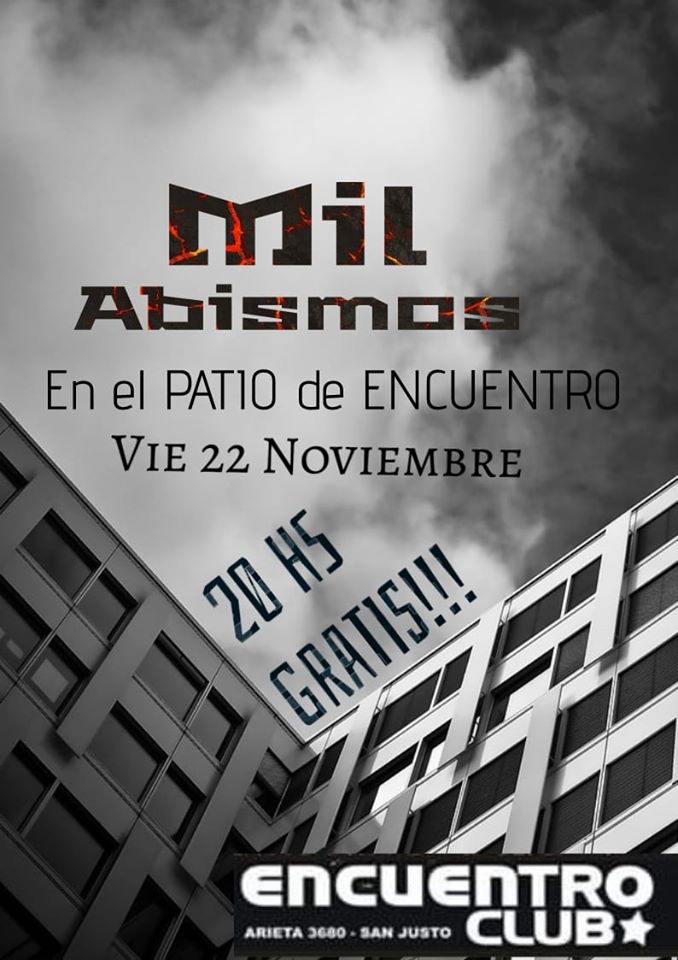 Mil
Abismos
En el PATIO de ENCUENTRO
VIE 22 NOVIEMBRE
20 HS
GRATIS!!!
ENCUENTRO
ARIETA 3680 - SAN JUSTO CLUB